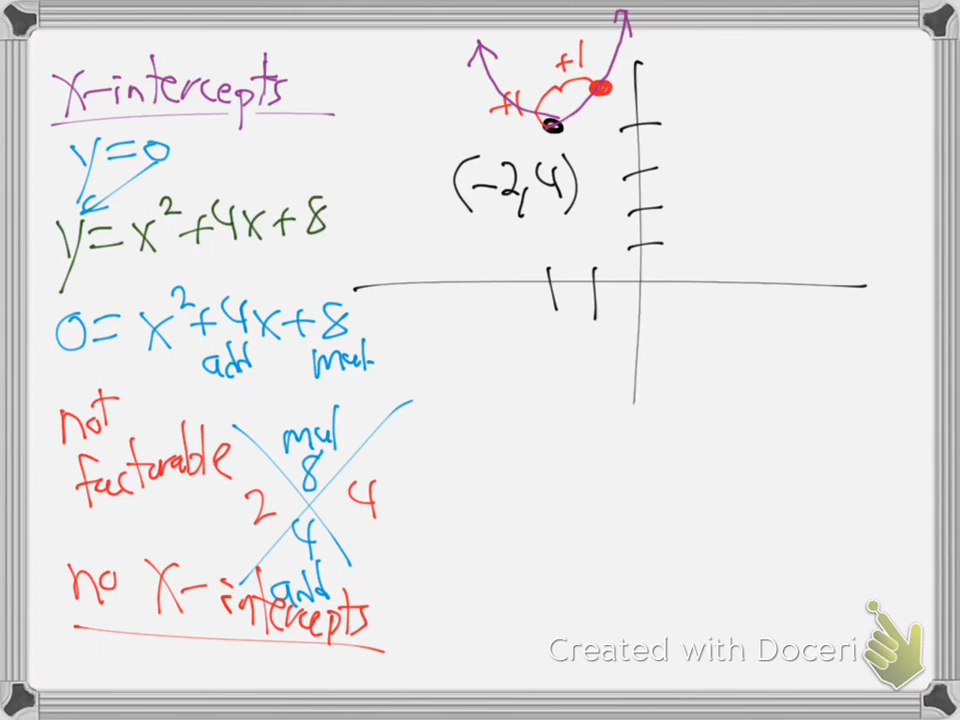 x-intercepts
y=0
y=x²+4x+8
0=x²+4x+8
add mult
not
factorable
mul
8
2 4
4
add
no x-intercepts
+1
+1
(-2,4)
Created with Doceri